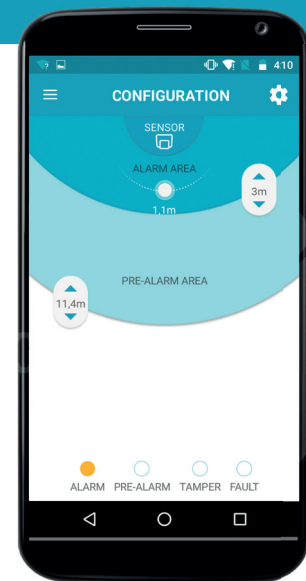 4:10
CONFIGURATION
SENSOR
ALARM AREA
3m
1,1m
PRE-ALARM AREA
11,4m
ALARM PRE-ALARM TAMPER FAULT